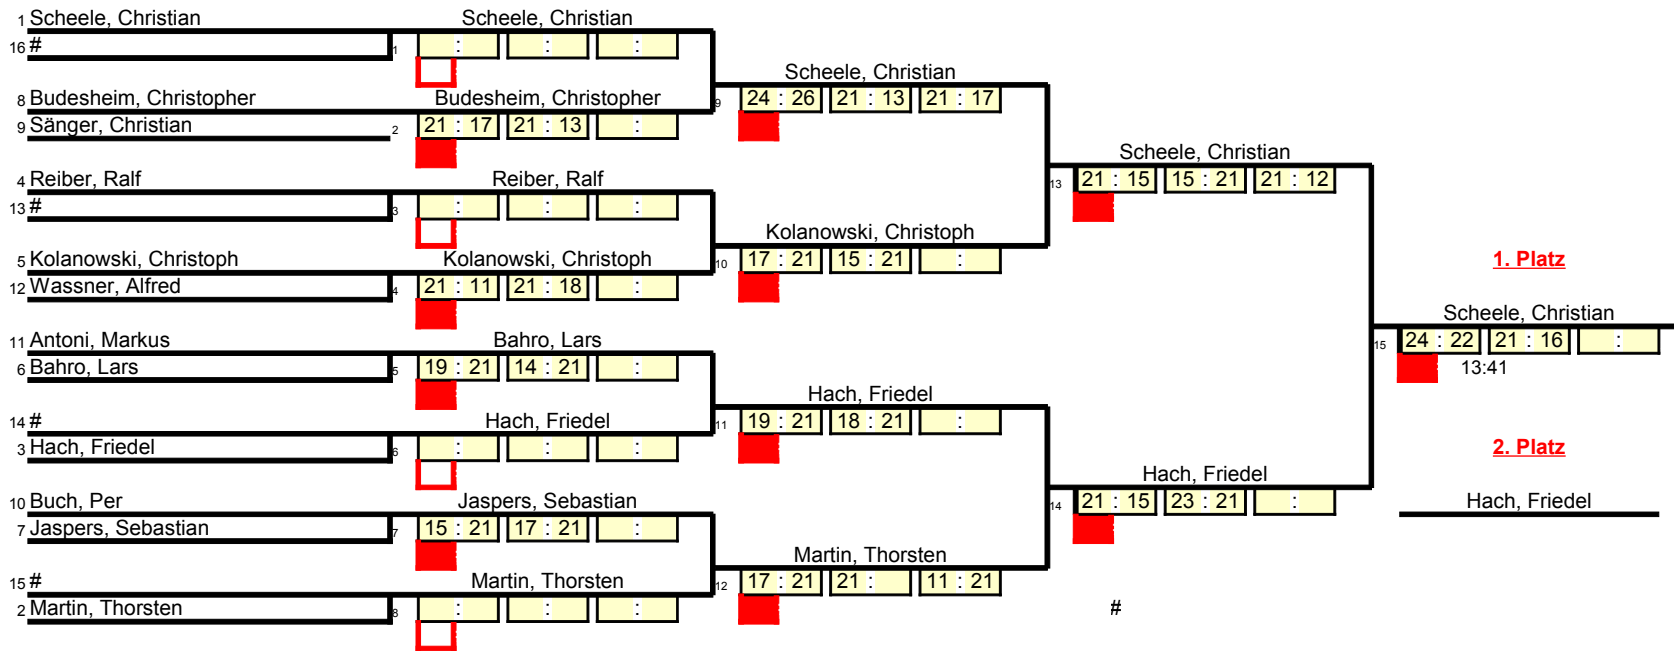 1 Scheele, Christian
16 #
Scheele, Christian
1 : : :
8 Budesheim, Christopher
9 Sänger, Christian
Budesheim, Christopher
2 21 : 17 21 : 13 :
Scheele, Christian
9 24 : 26 21 : 13 21 : 17
4 Reiber, Ralf
13 #
Reiber, Ralf
3 : : :
5 Kolanowski, Christoph
12 Wassner, Alfred
Kolanowski, Christoph
4 21 : 11 21 : 18 :
Kolanowski, Christoph
10 17 : 21 15 : 21 :
Scheele, Christian
13 21 : 15 15 : 21 21 : 12
11 Antoni, Markus
6 Bahro, Lars
Bahro, Lars
5 19 : 21 14 : 21 :
14 #
3 Hach, Friedel
Hach, Friedel
6 : : :
Hach, Friedel
11 19 : 21 18 : 21 :
10 Buch, Per
7 Jaspers, Sebastian
Jaspers, Sebastian
7 15 : 21 17 : 21 :
15 #
2 Martin, Thorsten
Martin, Thorsten
8 : : :
Martin, Thorsten
12 17 : 21 21 : 11 : 21
Hach, Friedel
14 21 : 15 23 : 21 :
#
1. Platz
Scheele, Christian
15 24 : 22 21 : 16 :
13:41
2. Platz
Hach, Friedel